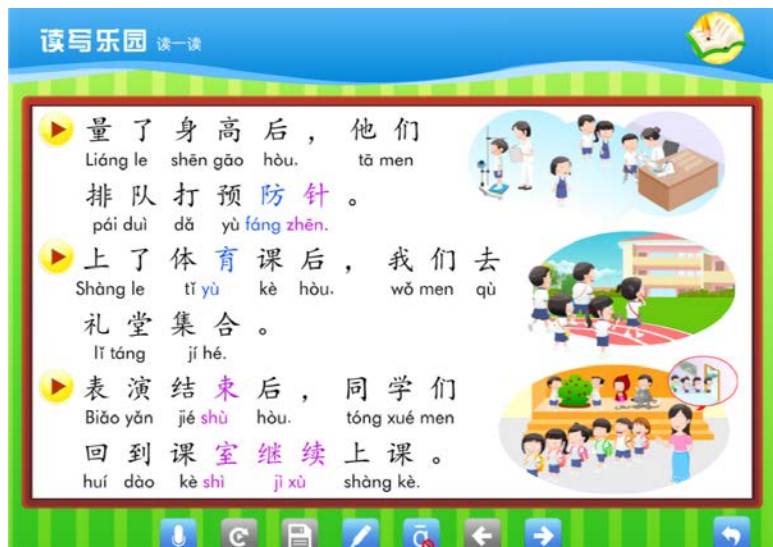 读写乐园 读一读
量了身高后，他们
Liáng le shēn gāo hòu. tā men
排队打预防针。
pái duì dǎ yù fáng zhēn.
上了体育课后，我们去
Shàng le tǐ yù kè hòu. wǒ men qù
礼堂集合。
lǐ táng jí hé.
表演结束后，同学们
Biǎo yǎn jié shù hòu. tóng xué men
回到课室继续上课。
huí dào kè shì jì xù shàng kè.